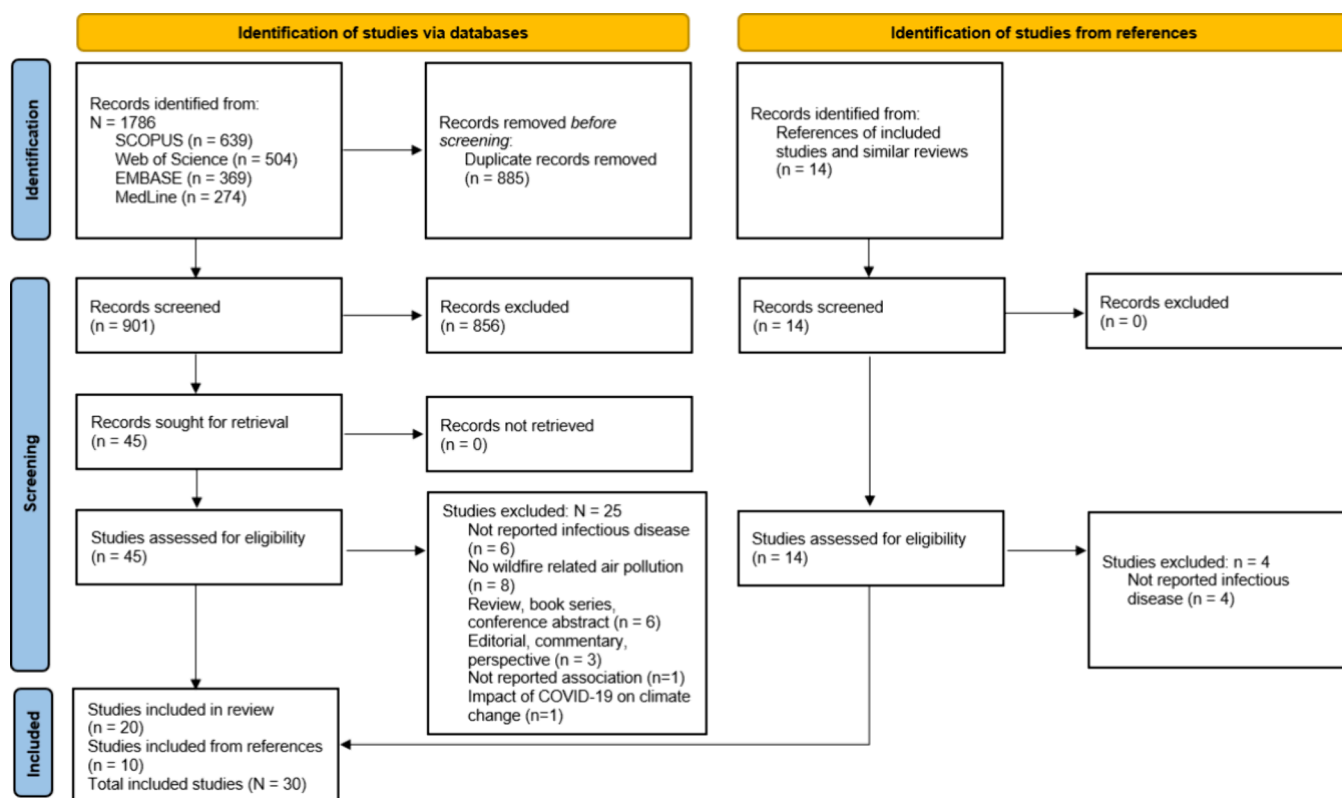 Identification of studies via databases
Identification of studies from references
Identification
Records identified from:
N = 1786
SCOPUS (n = 639)
Web of Science (n = 504)
EMBASE (n = 369)
MedLine (n = 274)
Records removed before
screening:
Duplicate records removed
(n = 885)
Records identified from:
References of included
studies and similar reviews
(n = 14)
Screening
Records screened
(n = 901)
Records excluded
(n = 856)
Records screened
(n = 14)
Records excluded
(n = 0)
Records sought for retrieval
(n = 45)
Records not retrieved
(n = 0)
Studies assessed for eligibility
(n = 45)
Studies excluded: N = 25
Not reported infectious disease
(n = 6)
No wildfire related air pollution
(n = 8)
Review, book series,
conference abstract (n = 6)
Editorial, commentary,
perspective (n = 3)
Not reported association (n=1)
Impact of COVID-19 on climate
change (n=1)
Studies assessed for eligibility
(n = 14)
Studies excluded: n = 4
Not reported infectious
disease (n = 4)
Included
Studies included in review
(n = 20)
Studies included from references
(n = 10)
Total included studies (N = 30)